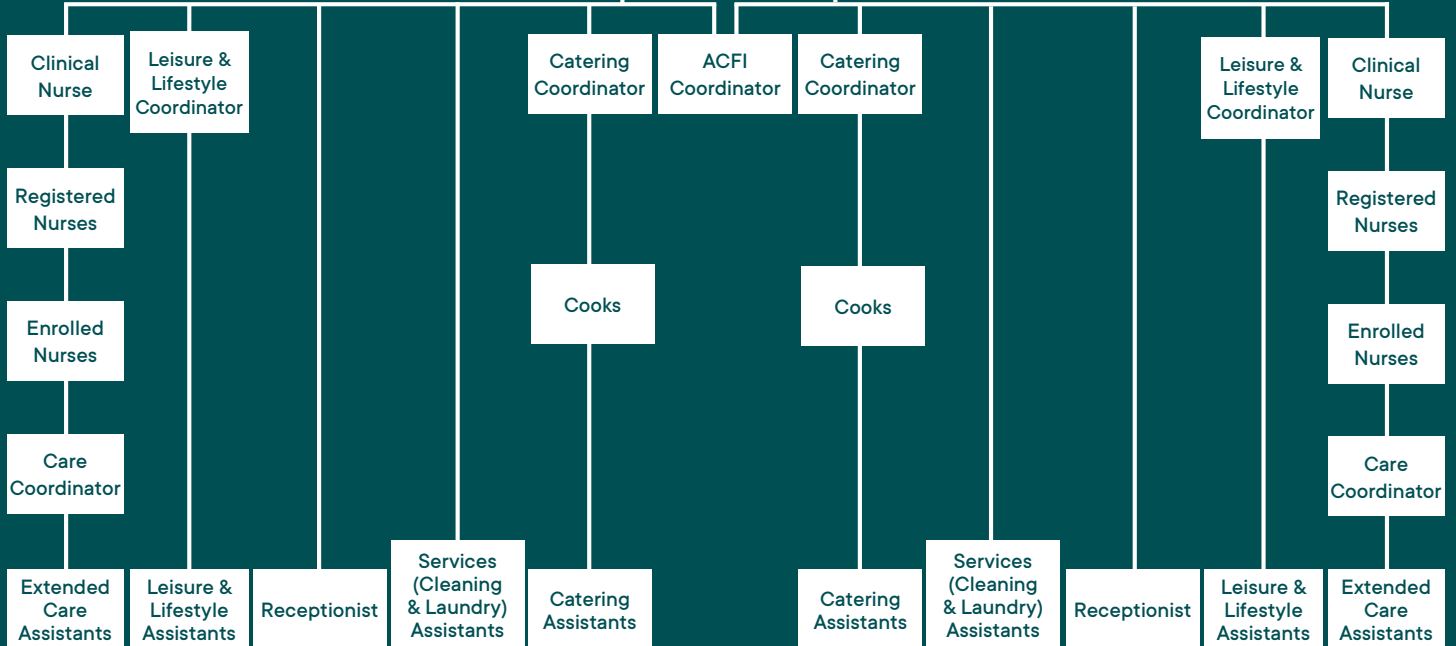 Clinical
Nurse
Leisure &
Lifestyle
Coordinator
Catering
Coordinator
ACFI
Coordinator
Catering
Coordinator
Leisure &
Lifestyle
Coordinator
Clinical
Nurse
Registered
Nurses
Registered
Nurses
Cooks
Cooks
Enrolled
Nurses
Enrolled
Nurses
Care
Coordinator
Care
Coordinator
Extended
Care
Assistants
Leisure &
Lifestyle
Assistants
Receptionist
Services
(Cleaning
& Laundry)
Assistants
Catering
Assistants
Catering
Assistants
Services
(Cleaning
& Laundry)
Assistants
Receptionist
Leisure &
Lifestyle
Assistants
Extended
Care
Assistants